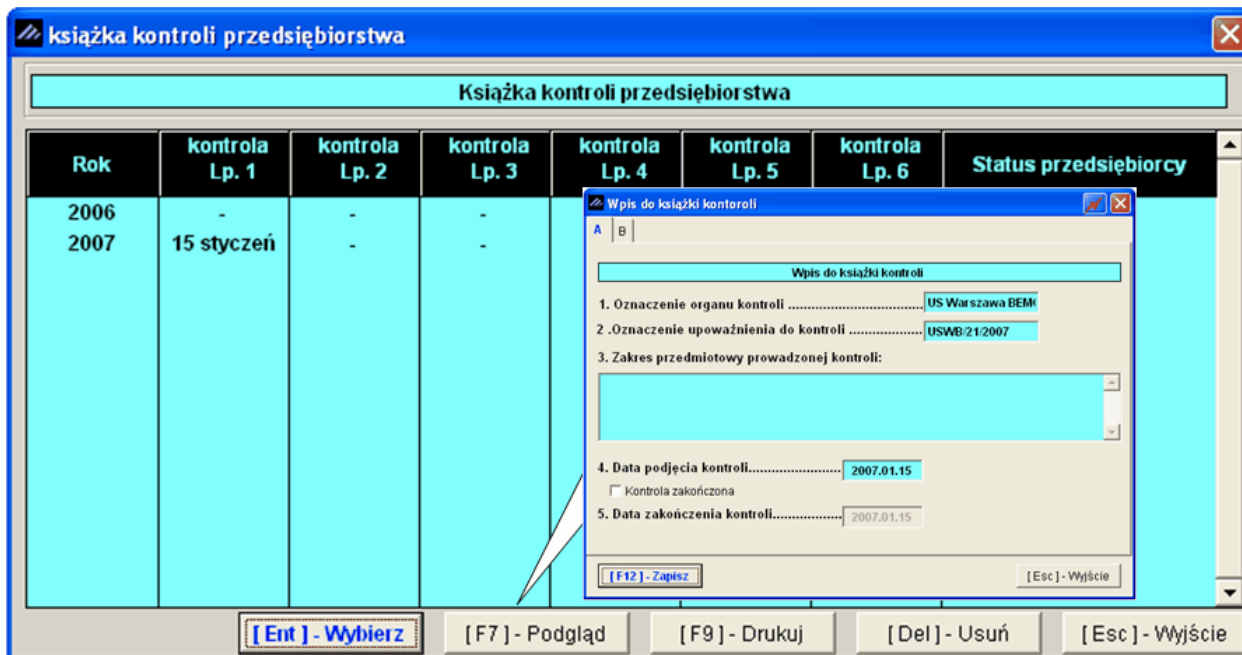 książka kontroli przedsiębiorstwa
Książka kontroli przedsiębiorstwa
Rok kontrola Lp. 1 kontrola Lp. 2 kontrola Lp. 3 kontrola Lp. 4 kontrola Lp. 5 kontrola Lp. 6 Status przedsiębiorcy
2006 - - -
2007 15 styczeń - -
Wpis do książki kontoroli
A B
Wpis do książki kontroli
1. Oznaczenie organu kontroli ................................. US Warszawa BEM
2 .Oznaczenie upoważnienia do kontroli .................. USWB/21/2007
3. Zakres przedmiotowy prowadzonej kontroli:
4. Data podjęcia kontroli....................... 2007.01.15
Kontrola zakończona
5. Data zakończenia kontroli................. 2007.01.15
[ F12 ] - Zapisz [ Esc ] - Wyjście
[ Ent ] - Wybierz [ F7 ] - Podgląd [ F9 ] - Drukuj [ Del ] - Usuń [ Esc ] - Wyjście